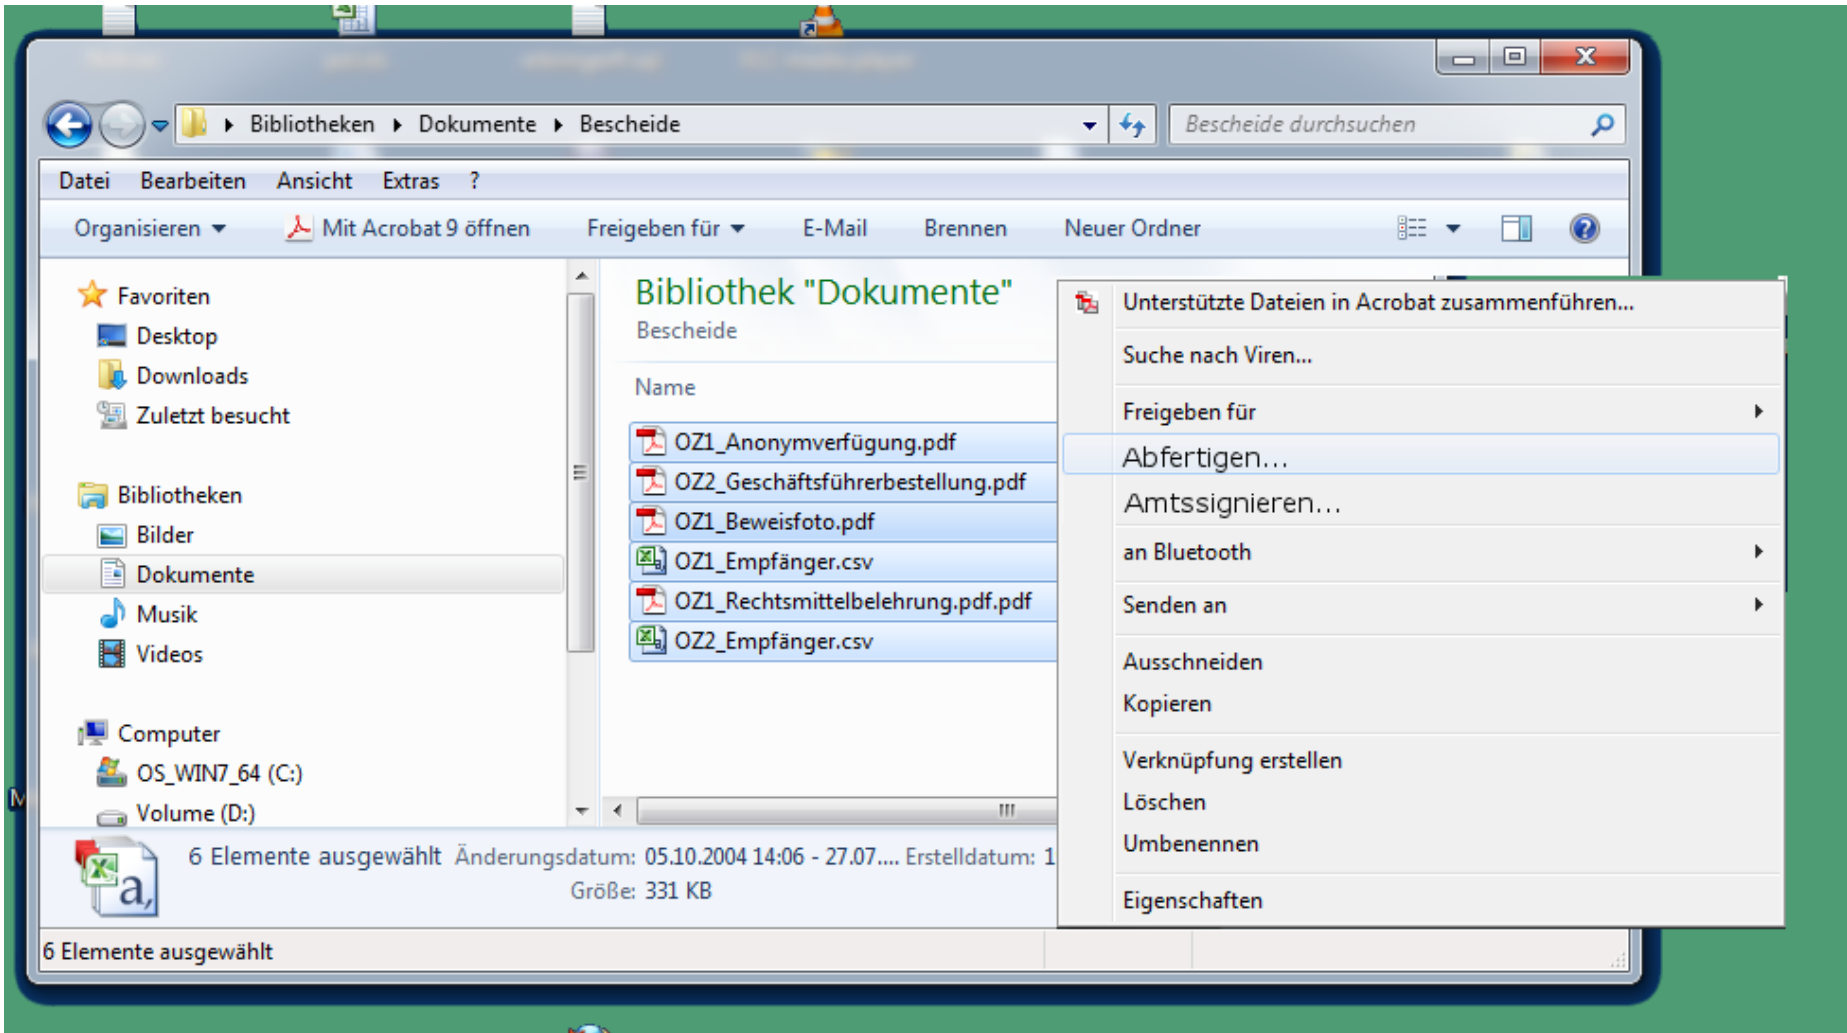 Bibliotheken Dokumente Bescheide
Bescheide durchsuchen
Datei Bearbeiten Ansicht Extras ?
Organisieren Mit Acrobat 9 öffnen Freigeben für E-Mail Brennen Neuer Ordner
Favoriten
Desktop
Downloads
Zuletzt besucht
Bibliotheken
Bilder
Dokumente
Musik
Videos
Computer
OS_WIN7_64 (C:)
Volume (D:)
Bibliothek "Dokumente"
Bescheide
Name
OZ1_Anonymverfügung.pdf
OZ2_Geschäftsführerbestellung.pdf
OZ1_Beweisfoto.pdf
OZ1_Empfänger.csv
OZ1_Rechtsmittelbelehrung.pdf.pdf
OZ2_Empfänger.csv
Unterstützte Dateien in Acrobat zusammenführen...
Suche nach Viren...
Freigeben für
Abfertigen...
Amtssignieren...
an Bluetooth
Senden an
Ausschneiden
Kopieren
Verknüpfung erstellen
Löschen
Umbenennen
Eigenschaften
6 Elemente ausgewählt Änderungsdatum: 05.10.2004 14:06 - 27.07.... Erstelldatum: 1
Größe: 331 KB
6 Elemente ausgewählt